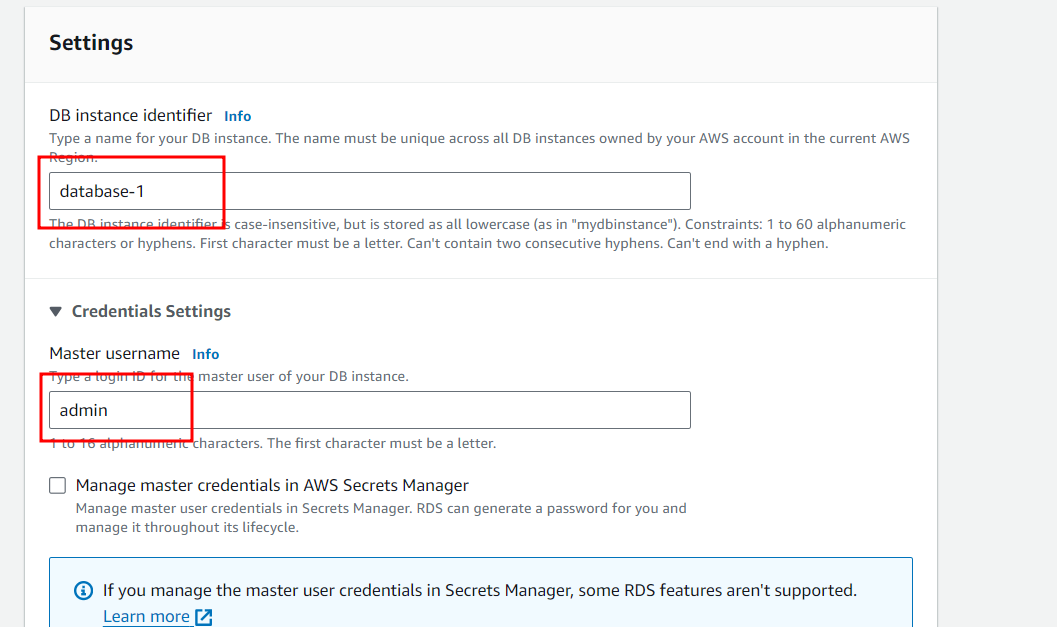 Settings
DB instance identifier Info
Type a name for your DB instance. The name must be unique across all DB instances owned by your AWS account in the current AWS
Region.
database-1
The DB instance identifier is case-insensitive, but is stored as all lowercase (as in "mydbinstance"). Constraints: 1 to 60 alphanumeric
characters or hyphens. First character must be a letter. Can't contain two consecutive hyphens. Can't end with a hyphen.
Credentials Settings
Master username Info
Type a login ID for the master user of your DB instance.
admin
1 to 16 alphanumeric characters. The first character must be a letter.
Manage master credentials in AWS Secrets Manager
Manage master user credentials in Secrets Manager. RDS can generate a password for you and
manage it throughout its lifecycle.
If you manage the master user credentials in Secrets Manager, some RDS features aren't supported.
Learn more